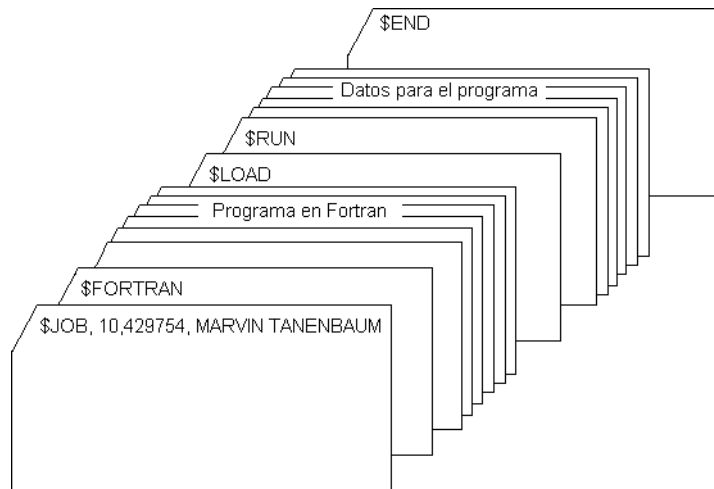 $END
Datos para el programa
$RUN
$LOAD
Programa en Fortran
$FORTRAN
$JOB, 10,429754, MARVIN TANENBAUM